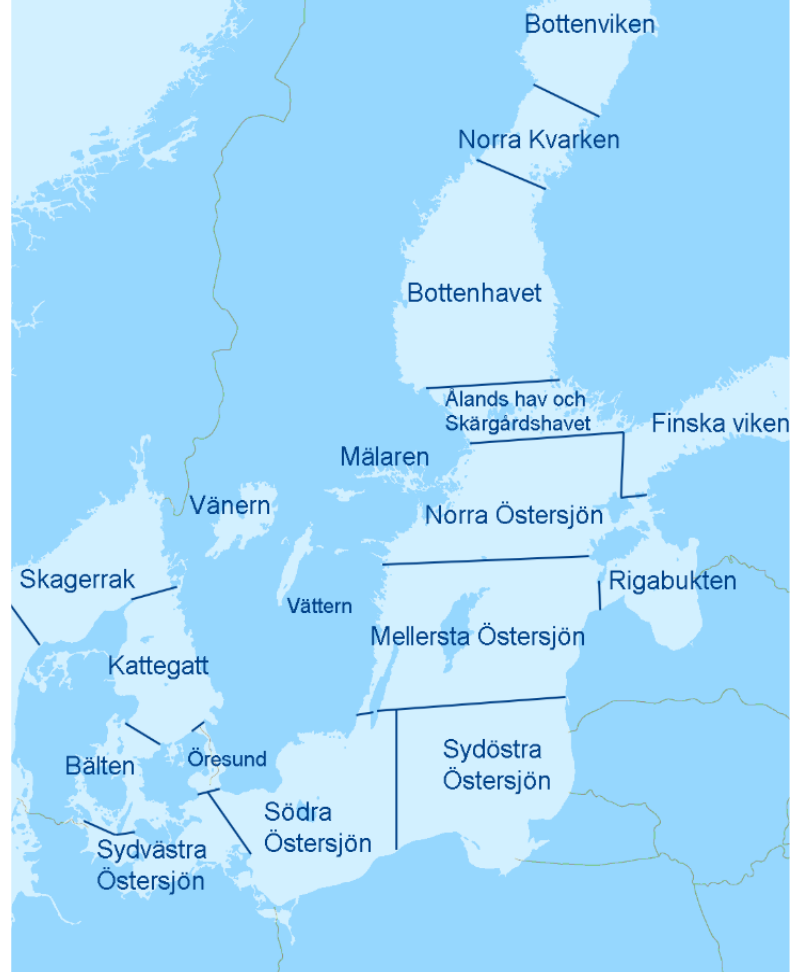 Bottenviken
Norra Kvarken
Bottenhavet
Ålands hav och
Skärgårdshavet
Finska viken
Mälaren
Vänern
Norra Östersjön
Skagerrak
Vättern
Rigabukten
Mellersta Östersjön
Kattegatt
Bälten
Öresund
Sydöstra
Östersjön
Södra
Östersjön
Sydvästra
Östersjön